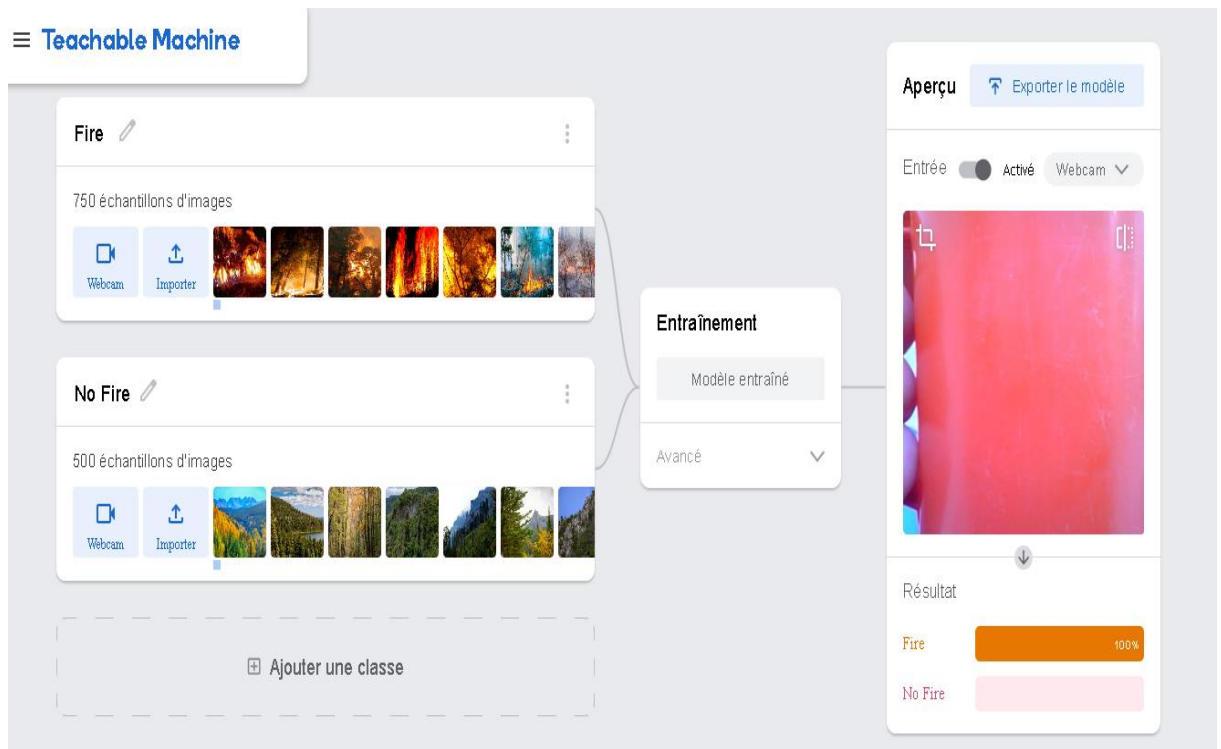 Teachable Machine
Fire
750 échantillons d'images
Webcam
Importer
No Fire
500 échantillons d'images
Webcam
Importer
Ajouter une classe
Entraînement
Modèle entraîné
Avancé
Aperçu
Exporter le modèle
Entrée Activé Webcam
Résultat
Fire 100%
No Fire